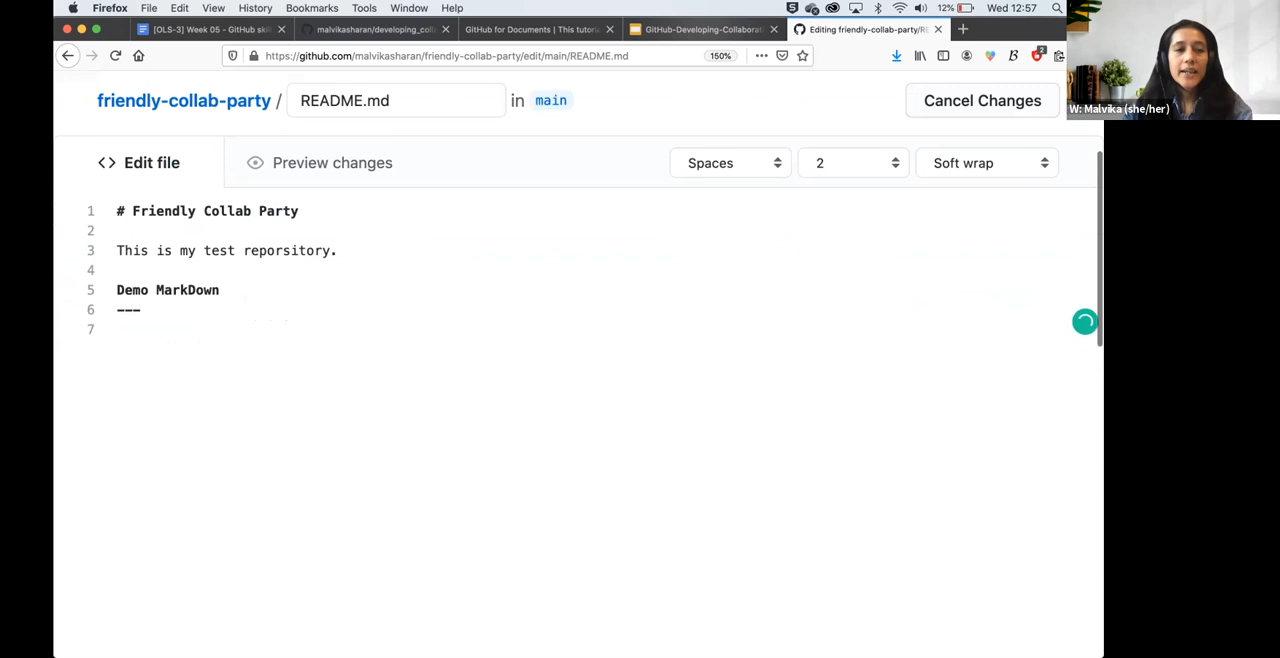 Firefox File Edit View History Bookmarks Tools Window Help 12% Wed 12:57
[OLS-3] Week 05 - GitHub skil malvikasharan/developing_coll GitHub for Documents | This tutoria GitHub-Developing-Collaborat Editing friendly-collab-party/RE
https://github.com/malvikasharan/friendly-collab-party/edit/main/README.md 150% 2
W: Malvika (she/her)
friendly-collab-party / README.md in main Cancel Changes
<> Edit file Preview changes Spaces 2 Soft wrap
1 # Friendly Collab Party
2
3 This is my test reporsitory.
4
5 Demo MarkDown
6 ---
7